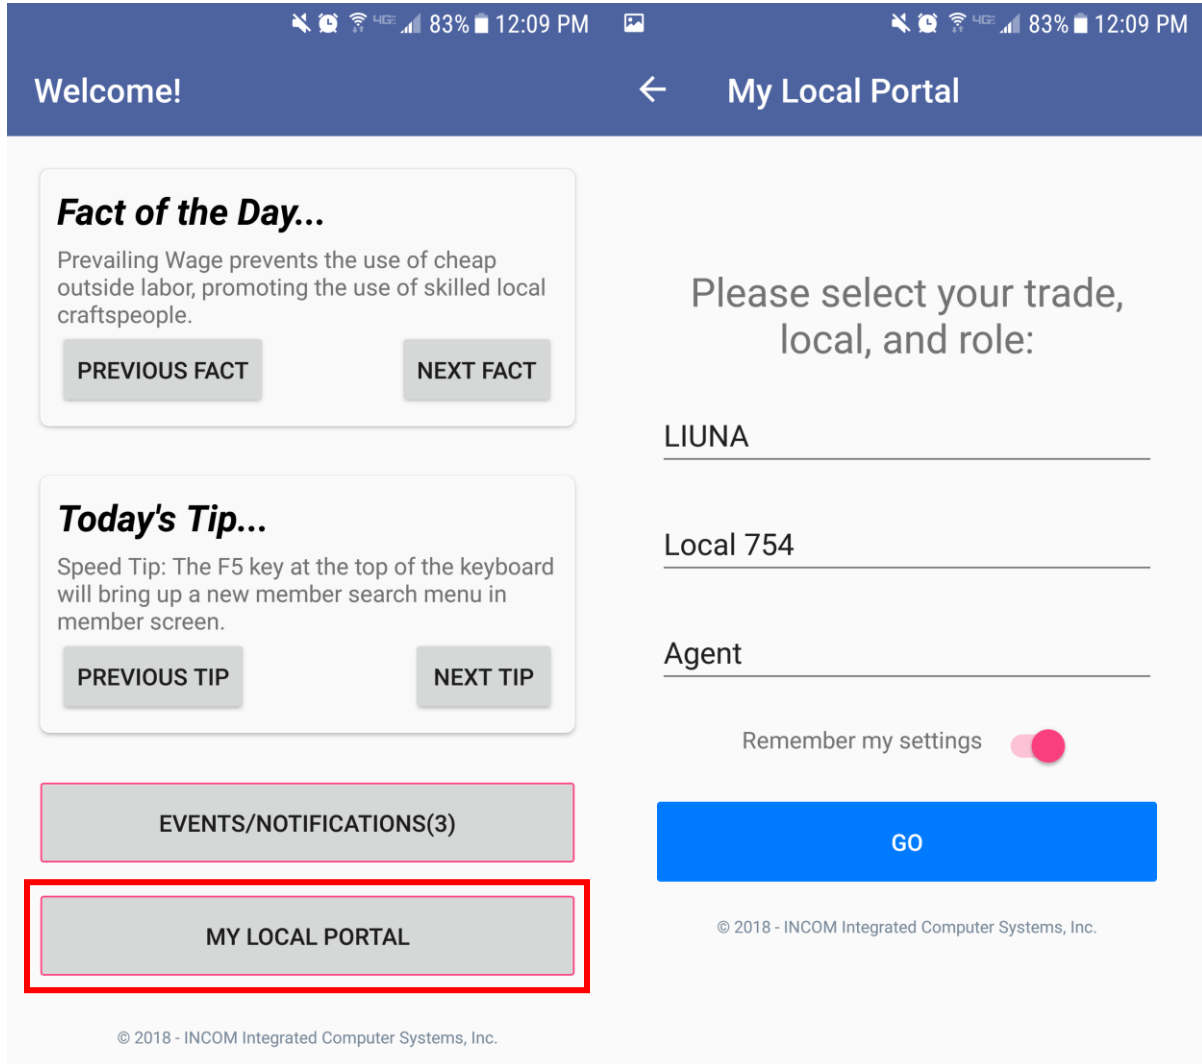 83% 12:09 PM
Welcome!
Fact of the Day...
Prevailing Wage prevents the use of cheap
outside labor, promoting the use of skilled local
craftspeople.
PREVIOUS FACT NEXT FACT
Today's Tip...
Speed Tip: The F5 key at the top of the keyboard
will bring up a new member search menu in
member screen.
PREVIOUS TIP NEXT TIP
EVENTS/NOTIFICATIONS(3)
MY LOCAL PORTAL
© 2018 - INCOM Integrated Computer Systems, Inc.
83% 12:09 PM
My Local Portal
Please select your trade,
local, and role:
LIUNA
Local 754
Agent
Remember my settings
GO
© 2018 - INCOM Integrated Computer Systems, Inc.